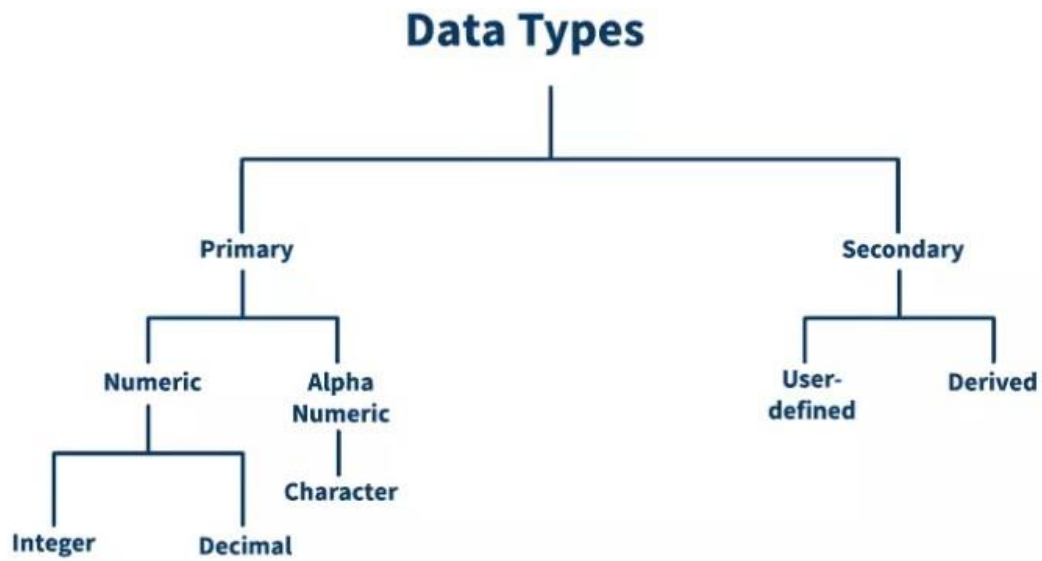 Data Types
Primary
Secondary
Numeric
Alpha
Numeric
User-
defined
Derived
Character
Integer
Decimal